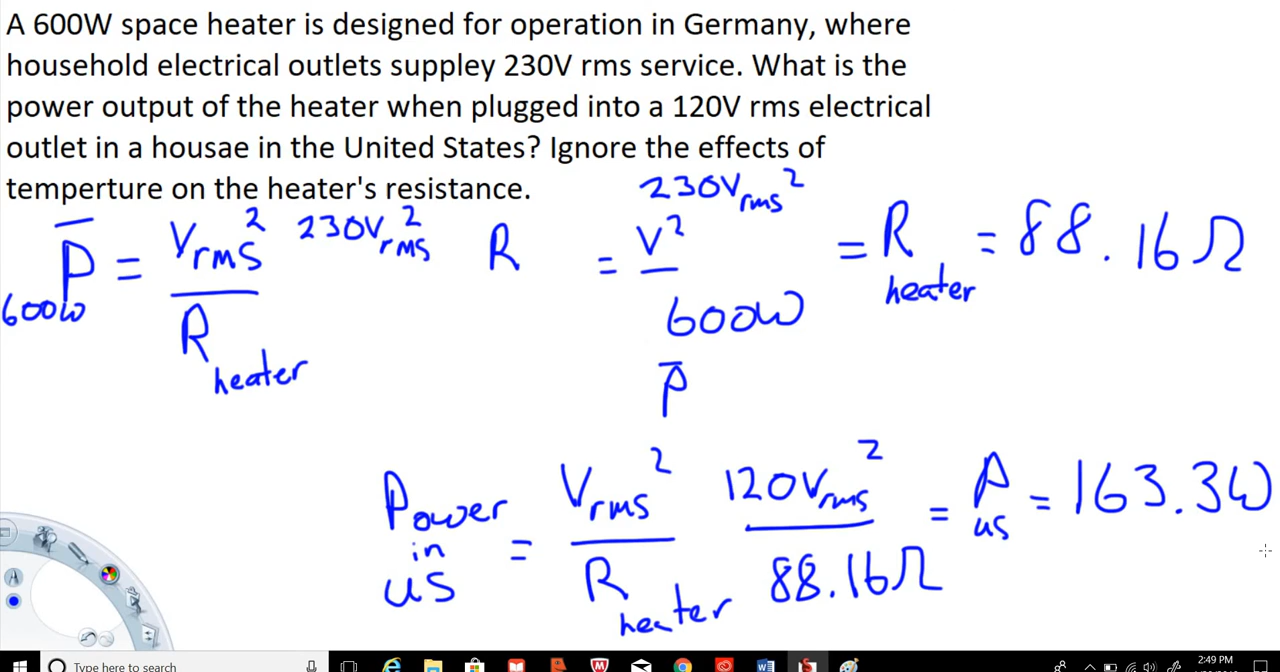 A 600W space heater is designed for operation in Germany, where
household electrical outlets suppley 230V rms service. What is the
power output of the heater when plugged into a 120V rms electrical
outlet in a housae in the United States? Ignore the effects of
temperture on the heater's resistance.
P̄ = Vrms² / R heater
600W
230Vrms²
R = V² / 600W = R heater = 88.16Ω
230Vrms²
P̄
Power in US = Vrms² / R heater
120Vrms² / 88.16Ω = P us = 163.3W
Type here to search
2:49 PM